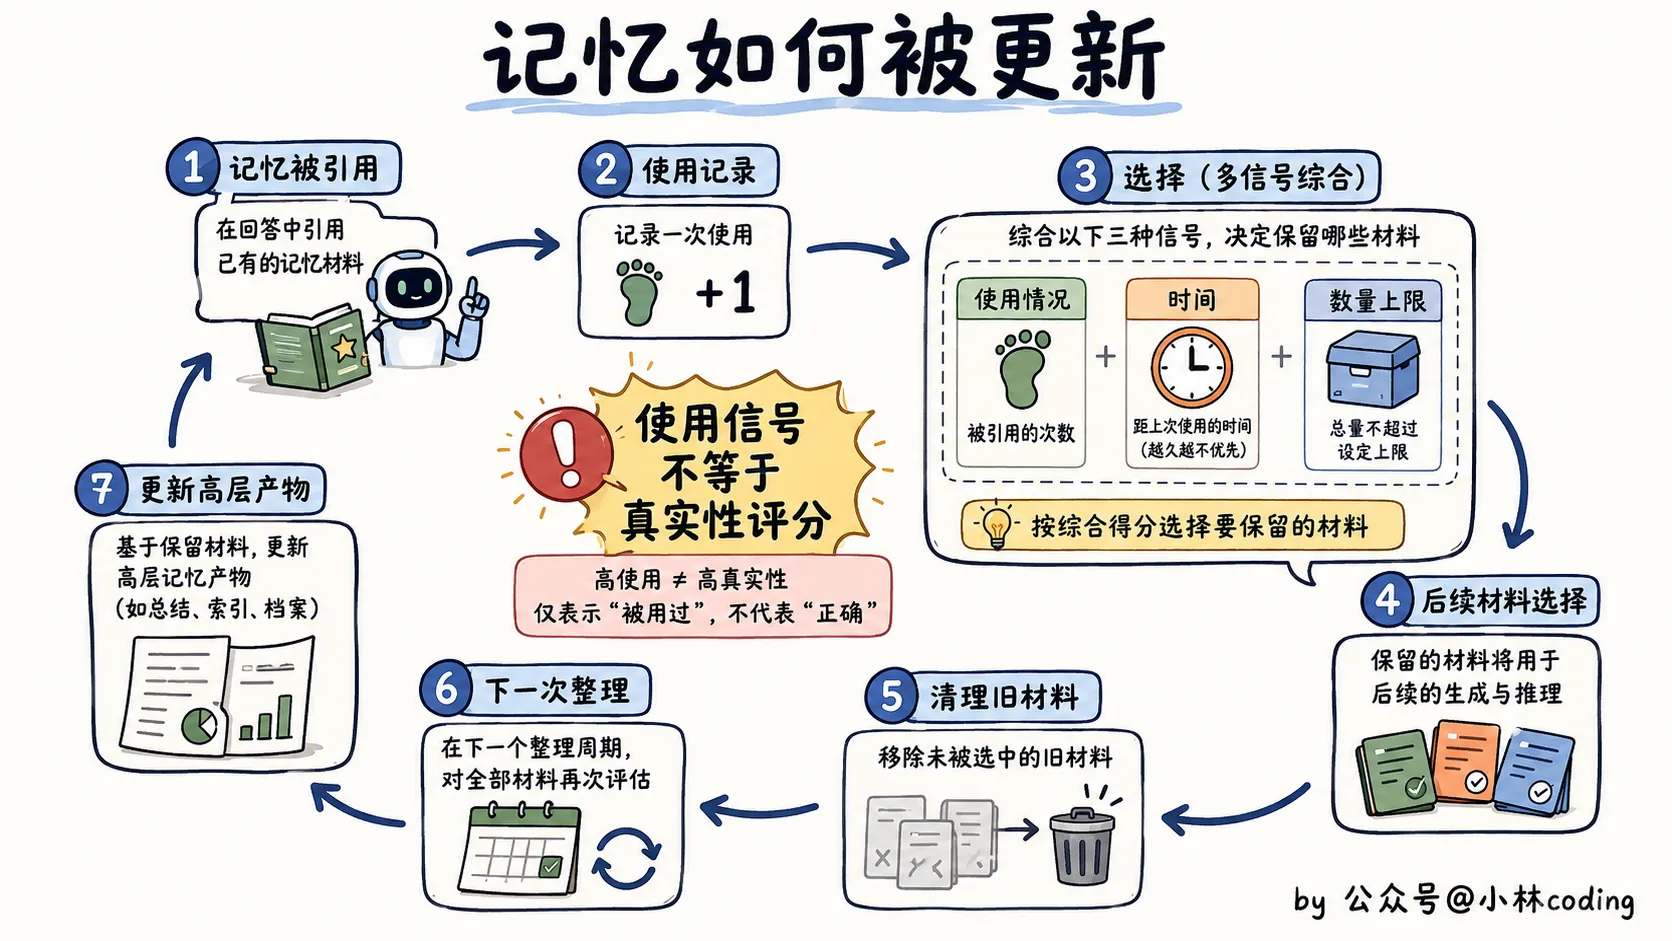 记忆如何被更新
1 记忆被引用
在回答中引用
已有的记忆材料
2 使用记录
记录一次使用
+1
3 选择（多信号综合）
综合以下三种信号，决定保留哪些材料
使用情况
被引用的次数
+
时间
距上次使用的时间
（越久越不优先）
+
数量上限
总量不超过
设定上限
按综合得分选择要保留的材料
使用信号
不等于
真实性评分
高使用 ≠ 高真实性
仅表示“被用过”，不代表“正确”
4 后续材料选择
保留的材料将用于
后续的生成与推理
5 清理旧材料
移除未被选中的旧材料
6 下一次整理
在下一个整理周期，
对全部材料再次评估
7 更新高层产物
基于保留材料，更新
高层记忆产物
（如总结、索引、档案）
by 公众号@小林coding